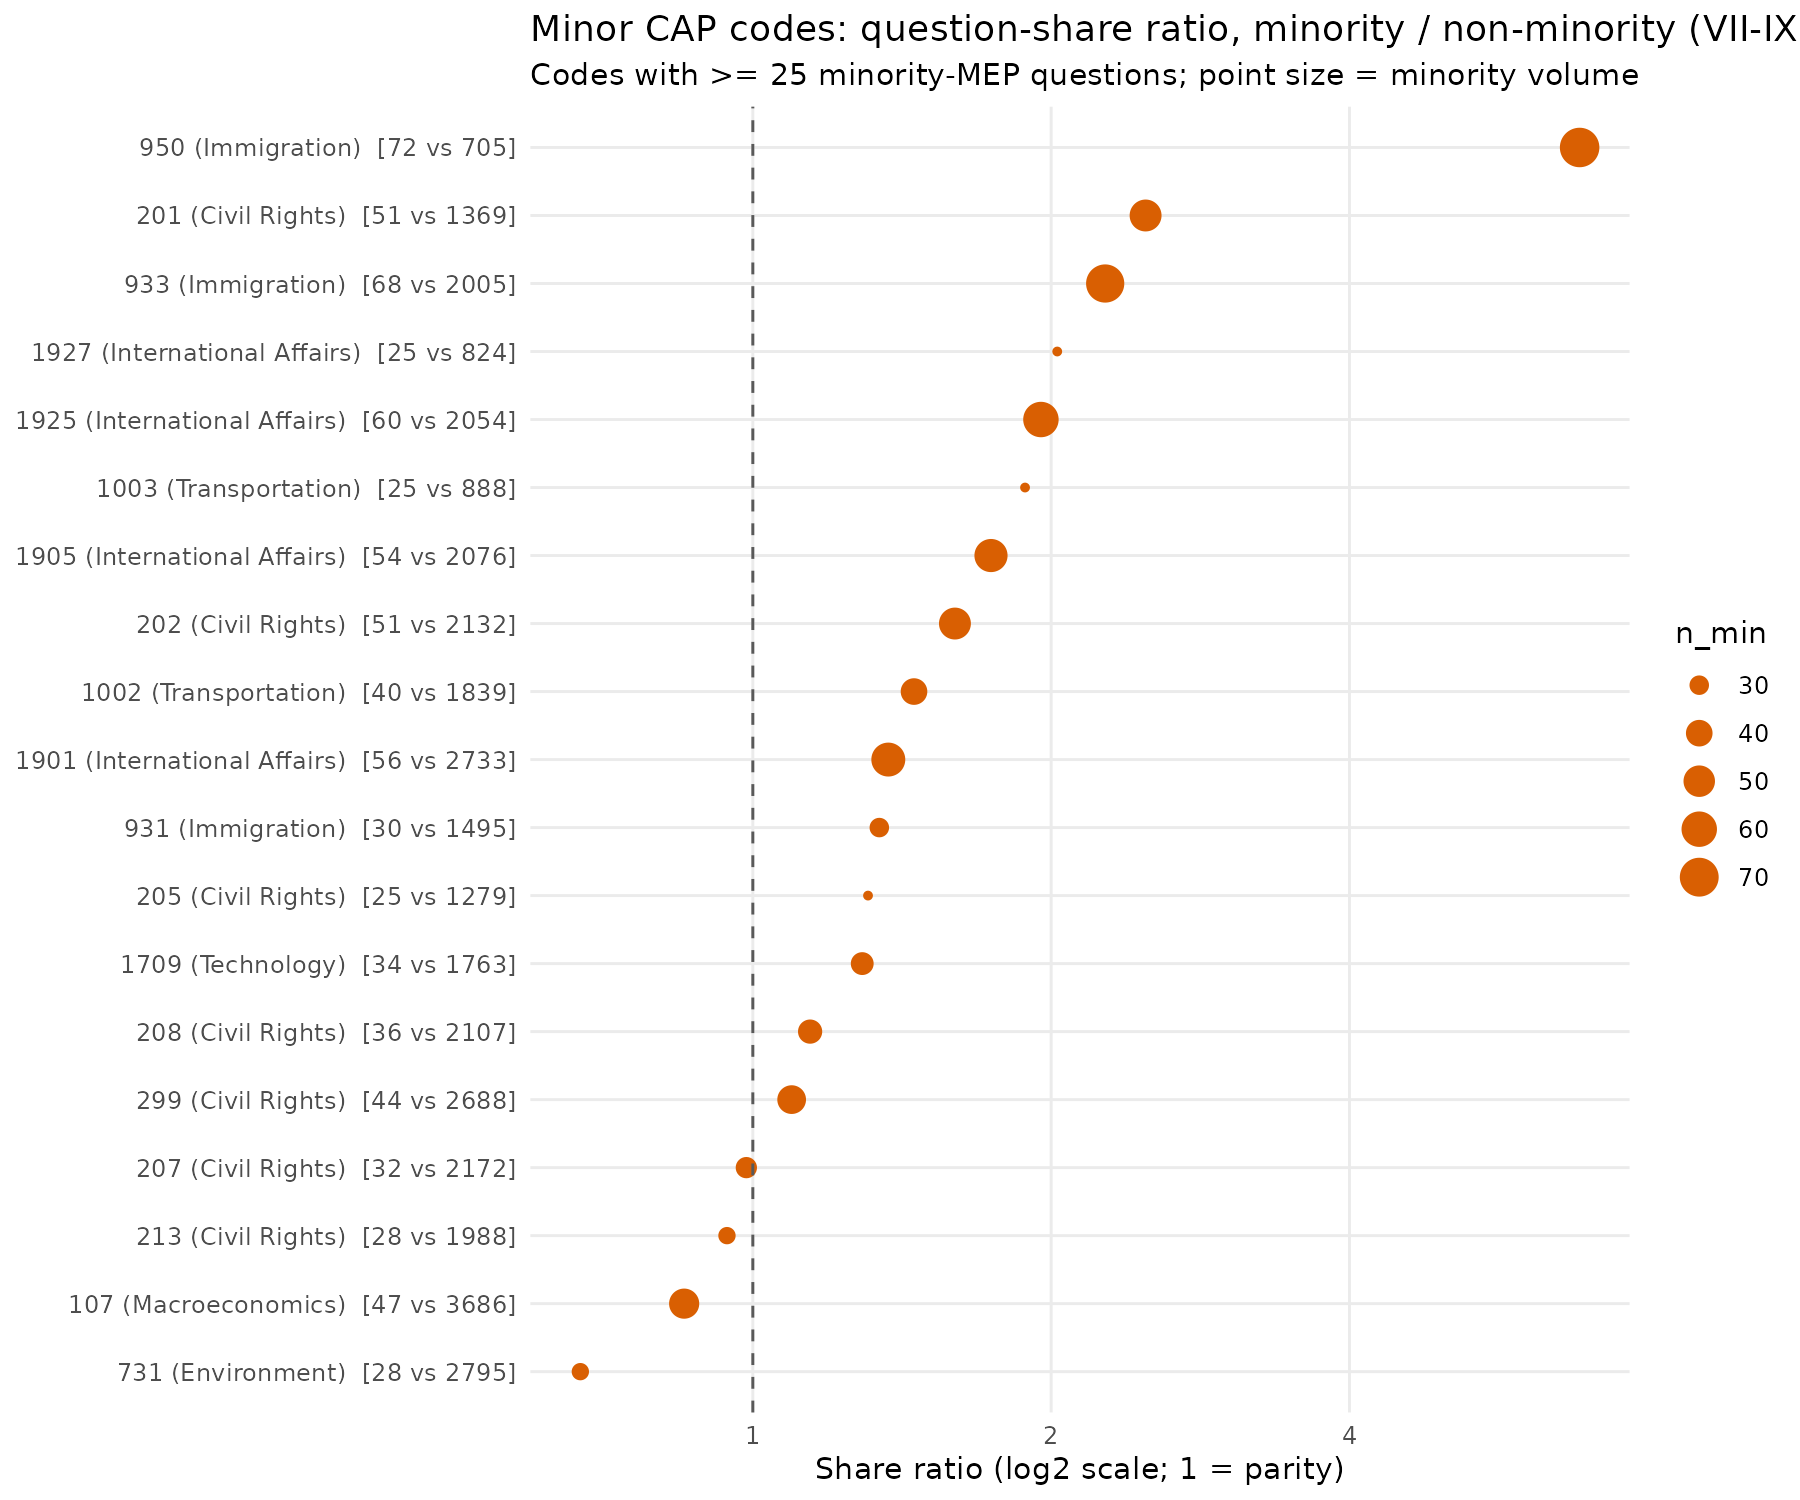 Minor CAP codes: question-share ratio, minority / non-minority (VII-IX
Codes with >= 25 minority-MEP questions; point size = minority volume
950 (Immigration) [72 vs 705]
201 (Civil Rights) [51 vs 1369]
933 (Immigration) [68 vs 2005]
1927 (International Affairs) [25 vs 824]
1925 (International Affairs) [60 vs 2054]
1003 (Transportation) [25 vs 888]
1905 (International Affairs) [54 vs 2076]
202 (Civil Rights) [51 vs 2132]
1002 (Transportation) [40 vs 1839]
1901 (International Affairs) [56 vs 2733]
931 (Immigration) [30 vs 1495]
205 (Civil Rights) [25 vs 1279]
1709 (Technology) [34 vs 1763]
208 (Civil Rights) [36 vs 2107]
299 (Civil Rights) [44 vs 2688]
207 (Civil Rights) [32 vs 2172]
213 (Civil Rights) [28 vs 1988]
107 (Macroeconomics) [47 vs 3686]
731 (Environment) [28 vs 2795]
1 2 4
Share ratio (log2 scale; 1 = parity)
n_min
30
40
50
60
70